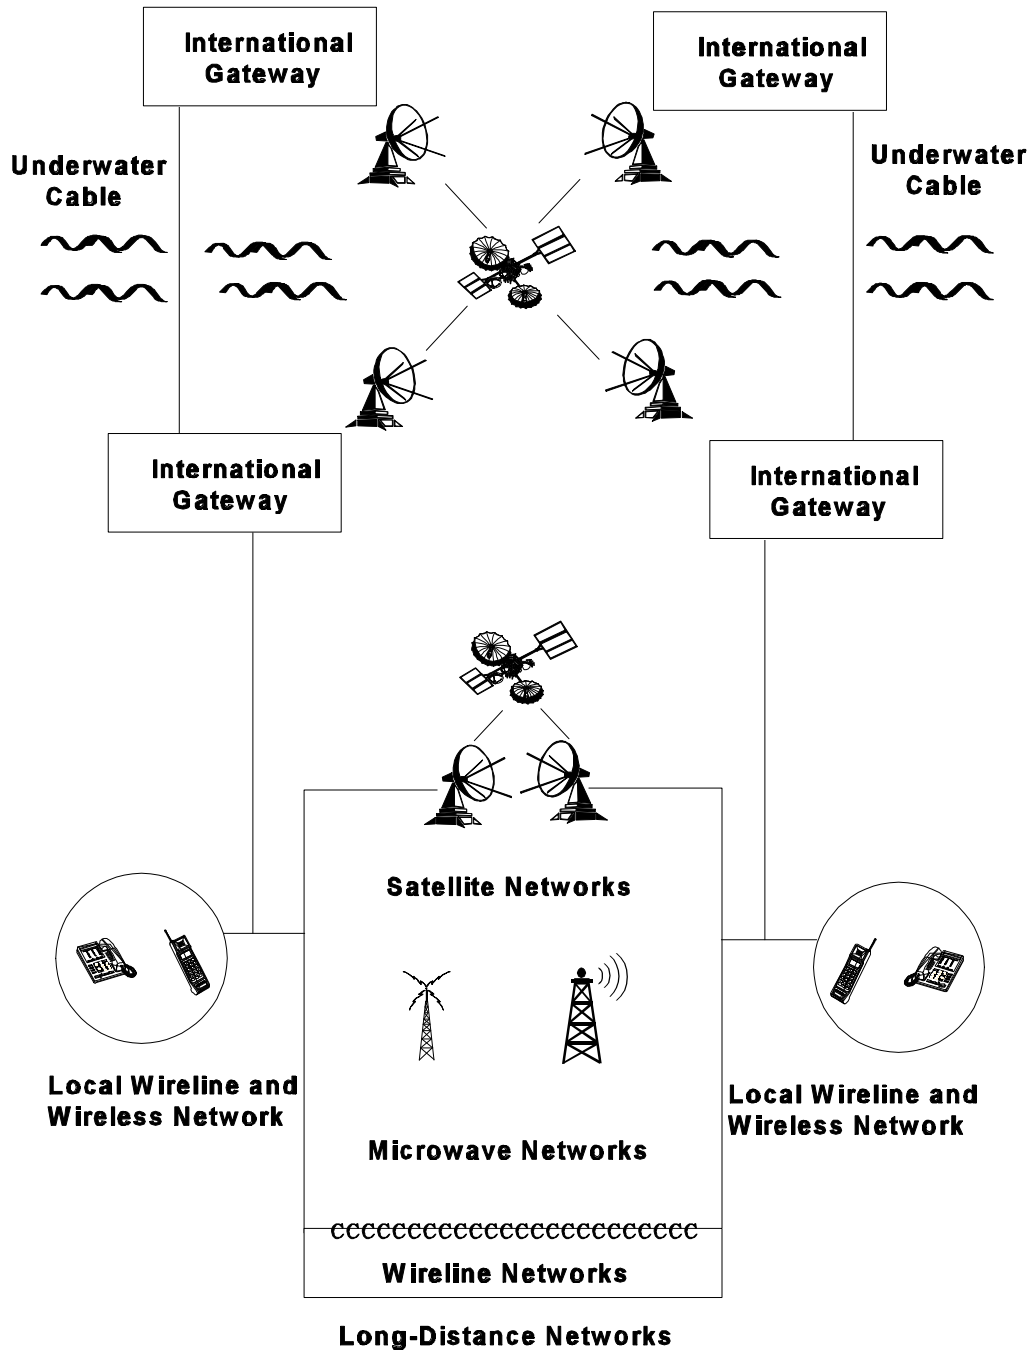 International
Gateway
International
Gateway
Underwater
Cable
Underwater
Cable
International
Gateway
International
Gateway
Satellite Networks
Local Wireline and
Wireless Network
Local Wireline and
Wireless Network
Microwave Networks
cccccccccccccccccccccccc
Wireline Networks
Long-Distance Networks